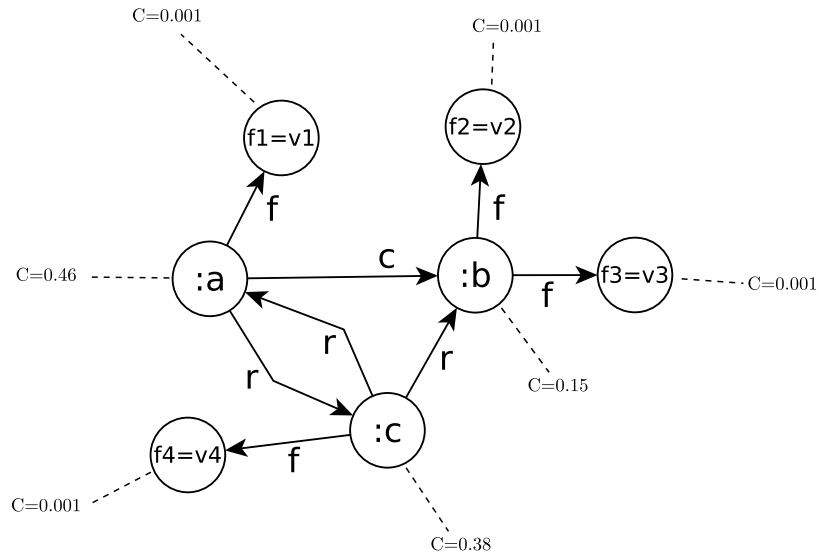 C=0.001
C=0.001
f1=v1
f2=v2
f
f
c
C=0.46
:a
:b
f3=v3
C=0.001
f
r
r
r
C=0.15
:c
f4=v4
f
C=0.001
C=0.38